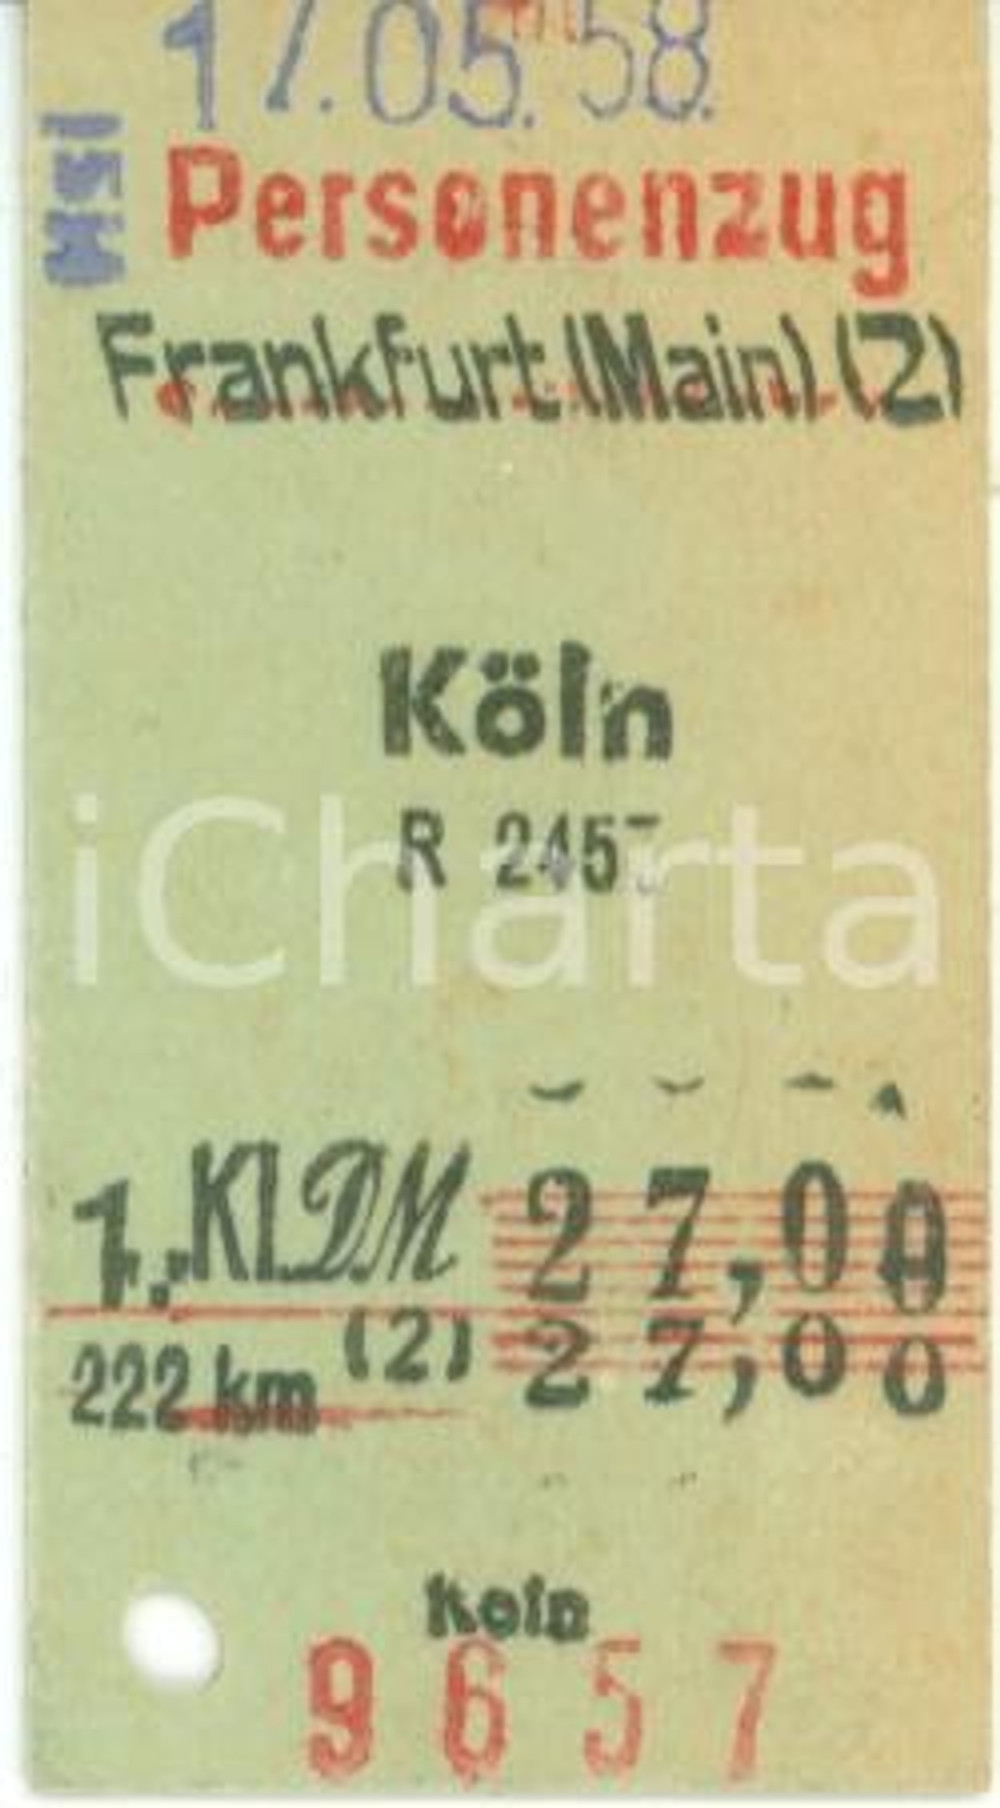 17.05.58.
Personenzug
Frankfurt (Main) (2)
Köln
R 245
iCharta
1. Kl. DM 27,00
222 km (2) 27,00
Köln
9657